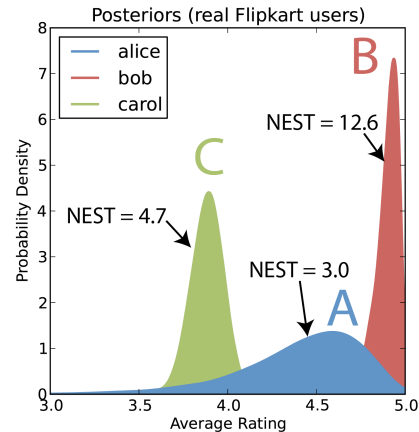 Posteriors (real Flipkart users)
Probability Density
8
7
6
5
4
3
2
1
0
alice
bob
carol
B
NEST = 12.6
C
NEST = 4.7
NEST = 3.0
A
3.0 3.5 4.0 4.5 5.0
Average Rating